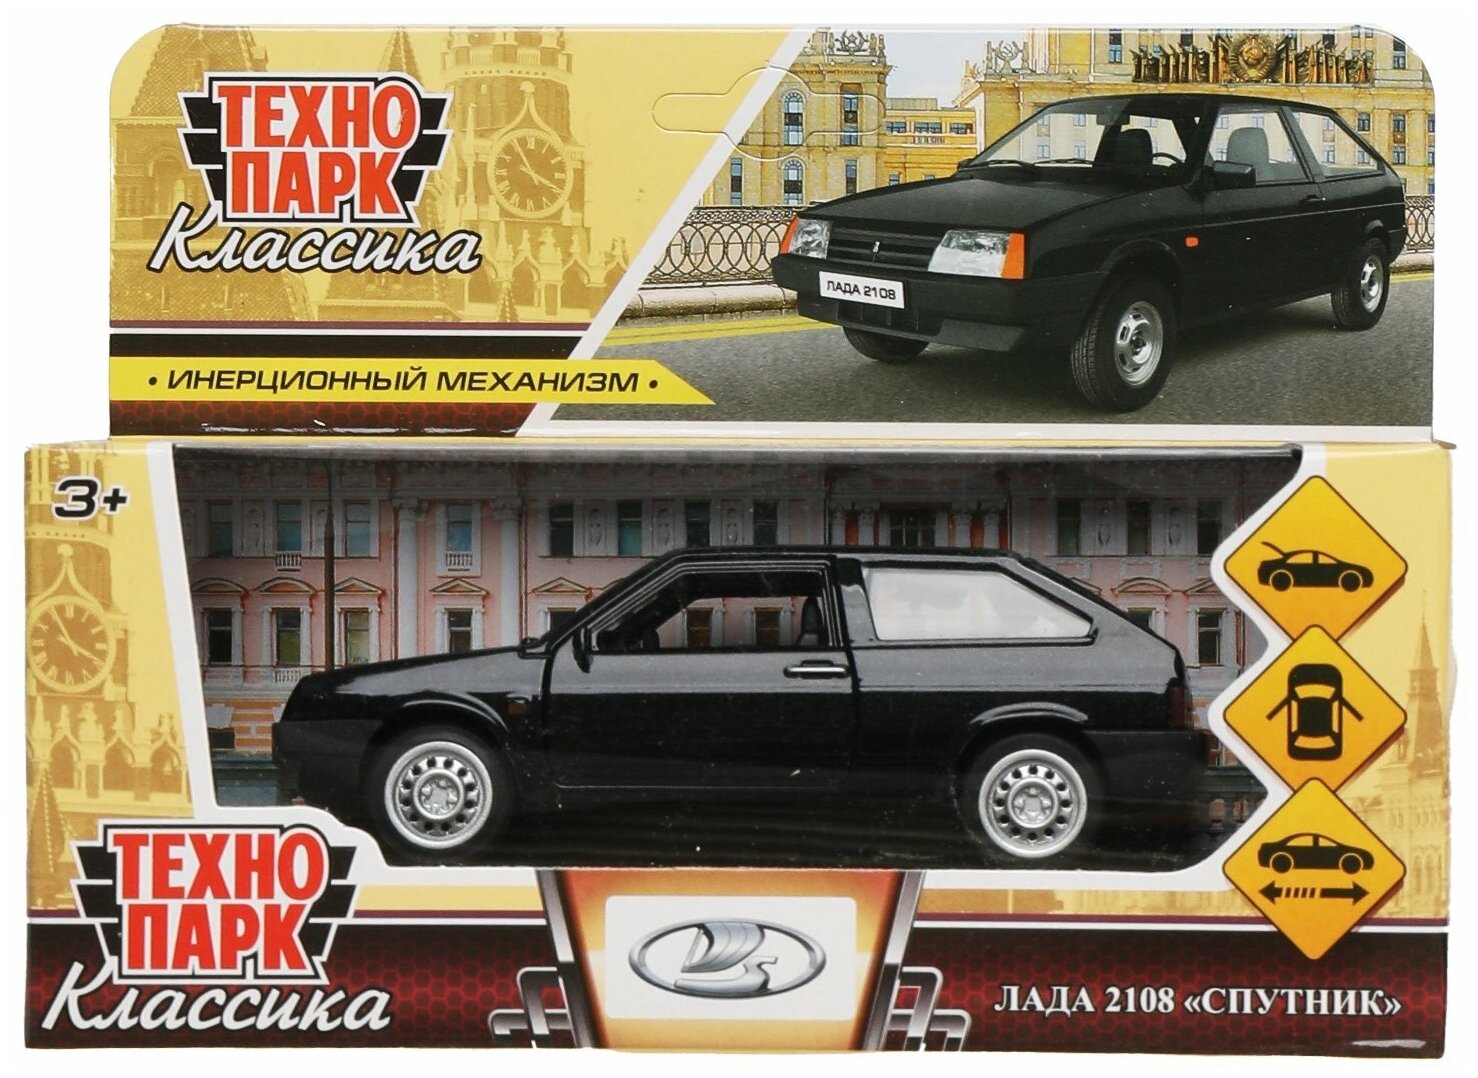 ТЕХНО
ПАРК
Классика
ЛАДА 2108
• ИНЕРЦИОННЫЙ МЕХАНИЗМ •
3+
ТЕХНО
ПАРК
Классика
ЛАДА 2108 «СПУТНИК»